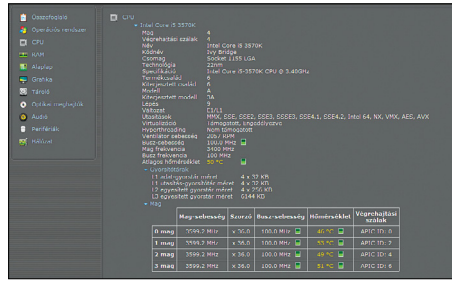 Összefoglaló
Operációs rendszer
CPU
RAM
Alaplap
Grafika
Tároló
Optikai meghajtók
Audió
Perifériák
Hálózat
CPU
Intel Core i5 3570K
Mag 4
Végrehajtási szálak 4
Név Intel Core i5 3570K
Kódnév Ivy Bridge
Csomag Socket 1155 LGA
Technológia 22nm
Specifikáció Intel Core i5-3570K CPU @ 3.40GHz
Termékcsalád 6
Kiterjesztett család 6
Modell A
Kiterjesztett modell 3A
Lépés 9
Változat E1/L1
Utasítások MMX, SSE, SSE2, SSE3, SSSE3, SSE4.1, SSE4.2, Intel 64, NX, VMX, AES, AVX
Virtualizáció Támogatott, engedélyezve
Hyperthreading Nem támogatott
Ventilátor sebesség 2057 RPM
Busz-sebesség 100.0 MHz
Mag frekvencia 3400 MHz
Busz frekvencia 100 MHz
Átlagos hőmérséklet 50 °C
Gyorsítótárak
L1 adat-gyorstár méret 4 x 32 KB
L1 utasítás-gyorsítótár méret 4 x 32 KB
L2 egyesített gyorstár méret 4 x 256 KB
L3 egyesített gyorstár méret 6144 KB
Mag
Mag-sebesség Szorzó Busz-sebesség Hőmérséklet Végrehajtási szálak
0 mag 3599.2 MHz x 36.0 100.0 MHz 46 °C APIC ID: 0
1 mag 3599.2 MHz x 36.0 100.0 MHz 53 °C APIC ID: 2
2 mag 3599.2 MHz x 36.0 100.0 MHz 49 °C APIC ID: 4
3 mag 3599.2 MHz x 36.0 100.0 MHz 51 °C APIC ID: 6